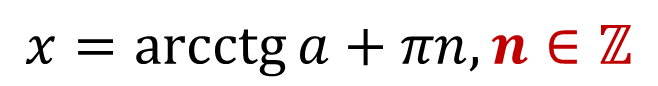 x = arcctg a + πn, n ∈ ℤ